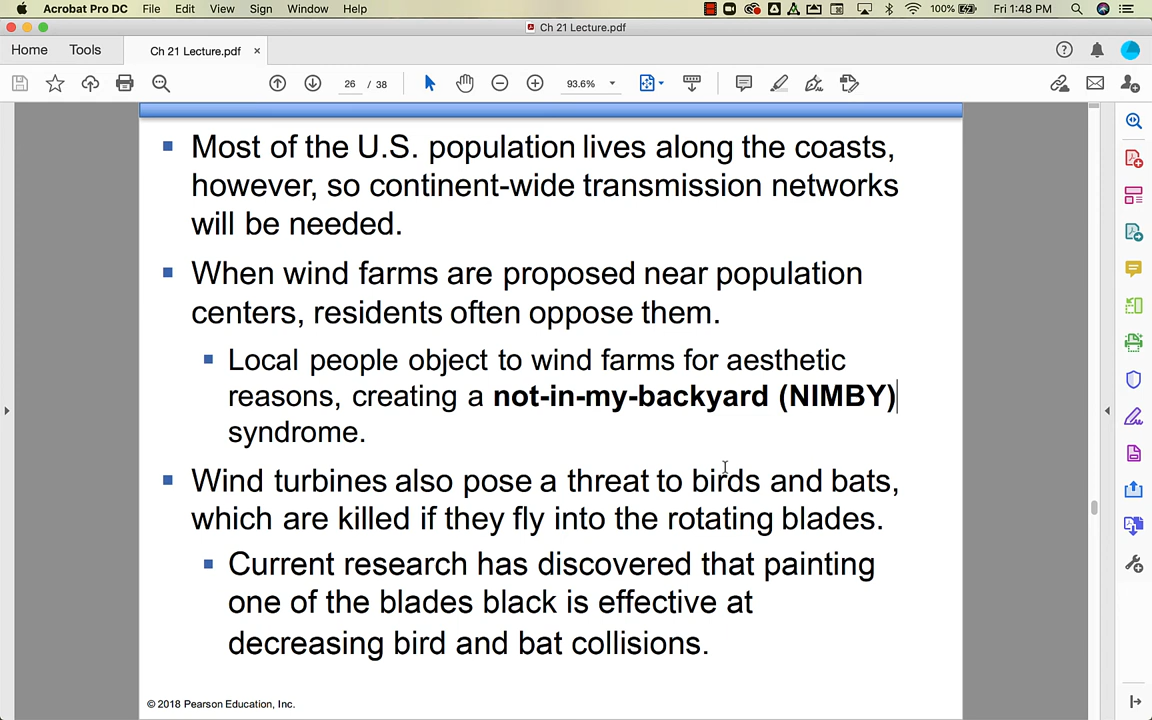 Acrobat Pro DC File Edit View Sign Window Help 100% Fri 1:48 PM
Ch 21 Lecture.pdf
Home Tools Ch 21 Lecture.pdf ×
26 / 38 93.6%
Most of the U.S. population lives along the coasts,
however, so continent-wide transmission networks
will be needed.
When wind farms are proposed near population
centers, residents often oppose them.
Local people object to wind farms for aesthetic
reasons, creating a not-in-my-backyard (NIMBY)
syndrome.
Wind turbines also pose a threat to birds and bats,
which are killed if they fly into the rotating blades.
Current research has discovered that painting
one of the blades black is effective at
decreasing bird and bat collisions.
© 2018 Pearson Education, Inc.